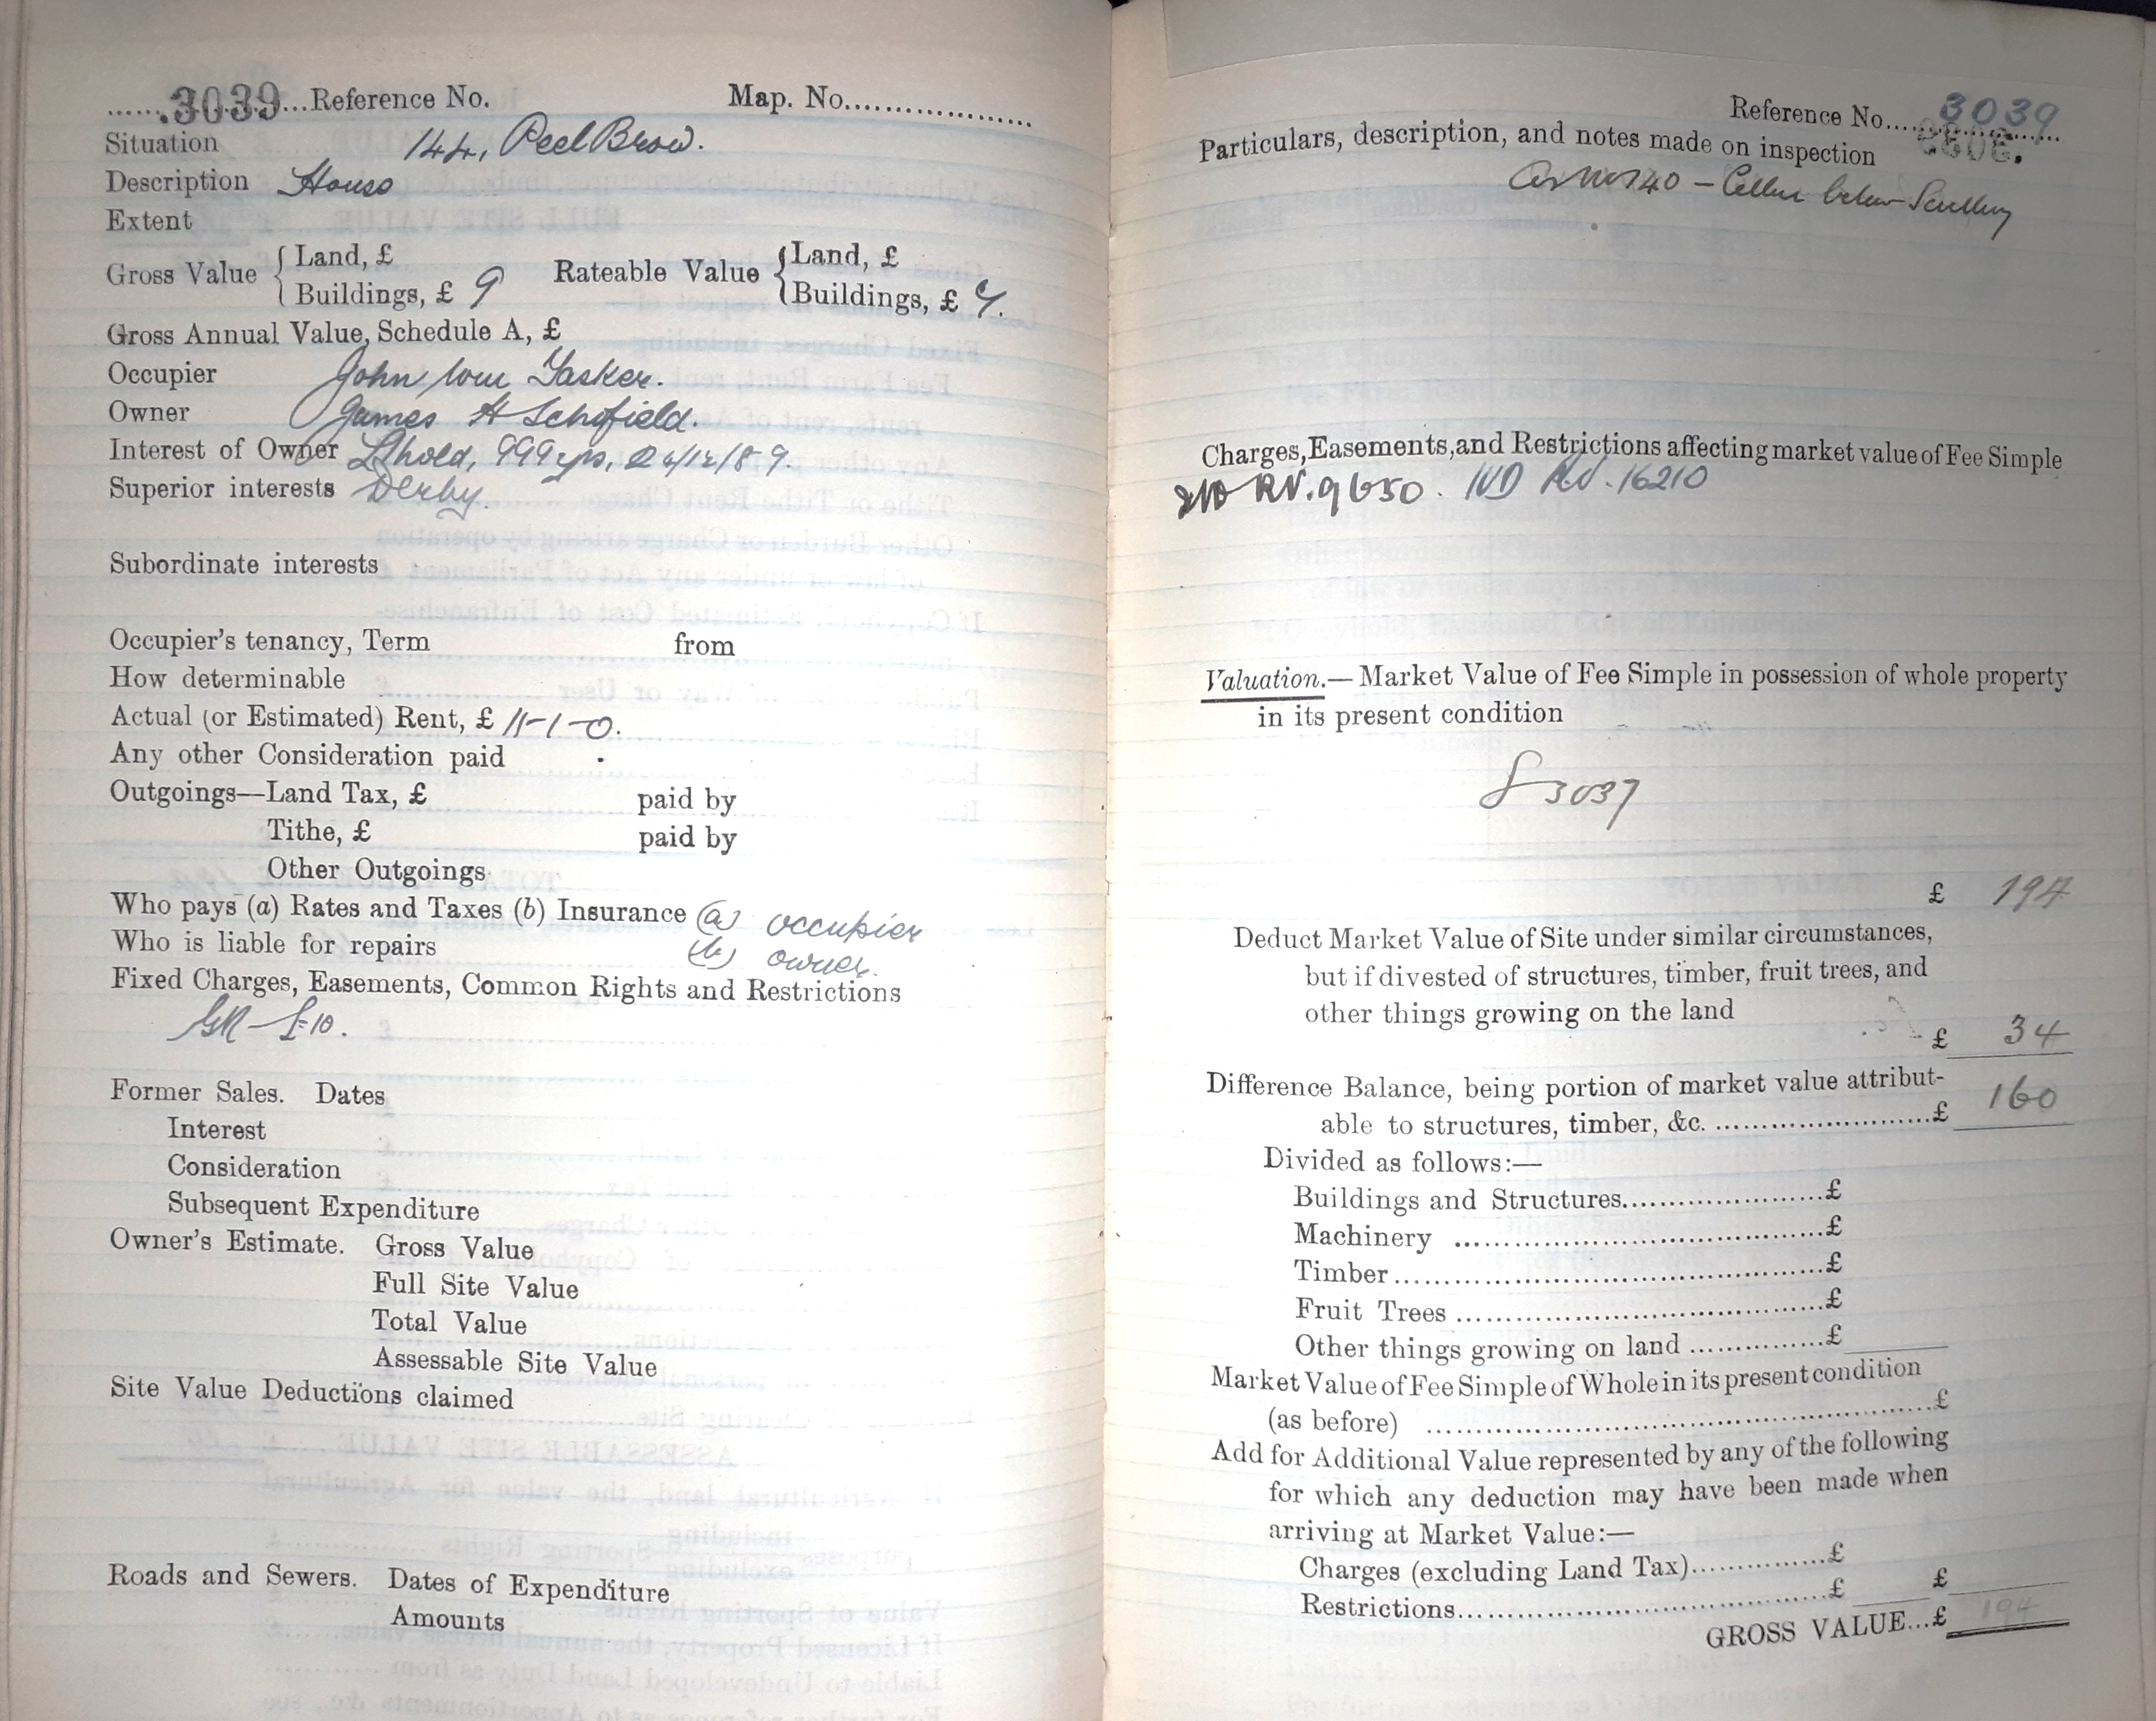 .3039...Reference No. Map. No..................
Situation 144, Peel Brow.
Description House
Extent
Gross Value { Land, £ Rateable Value { Land, £
Buildings, £ 9 Buildings, £ 7.
Gross Annual Value, Schedule A, £
Occupier John Wm Tasker.
Owner James H Schofield.
Interest of Owner L'hold, 999 yrs,
Superior interests Derby.
Subordinate interests
Occupier's tenancy, Term from
How determinable
Actual (or Estimated) Rent, £ 11-1-0.
Any other Consideration paid
Outgoings—Land Tax, £ paid by
Tithe, £ paid by
Other Outgoings
Who pays (a) Rates and Taxes (b) Insurance (a) occupier
Who is liable for repairs (b) owner.
Fixed Charges, Easements, Common Rights and Restrictions
GR
Former Sales. Dates
Interest
Consideration
Subsequent Expenditure
Owner's Estimate. Gross Value
Full Site Value
Total Value
Assessable Site Value
Site Value Deductions claimed
Roads and Sewers. Dates of Expenditure
Amounts
Reference No. 3039
Particulars, description, and notes made on inspection
As No 140 – Cellar below Scullery
Charges, Easements, and Restrictions affecting market value of Fee Simple
RV. 9650. IVD RV. 16210
Valuation.—Market Value of Fee Simple in possession of whole property
in its present condition
3037
£ 194
Deduct Market Value of Site under similar circumstances,
but if divested of structures, timber, fruit trees, and
other things growing on the land
£ 34
Difference Balance, being portion of market value attribut-
able to structures, timber, &c. ..........................£ 160
Divided as follows:—
Buildings and Structures.......................£
Machinery .........................................£
Timber................................................£
Fruit Trees .........................................£
Other things growing on land ..............£
Market Value of Fee Simple of Whole in its present condition
(as before) .......................................................£
Add for Additional Value represented by any of the following
for which any deduction may have been made when
arriving at Market Value:—
Charges (excluding Land Tax)..............£
Restrictions..........................................£ £
GROSS VALUE...£ 194